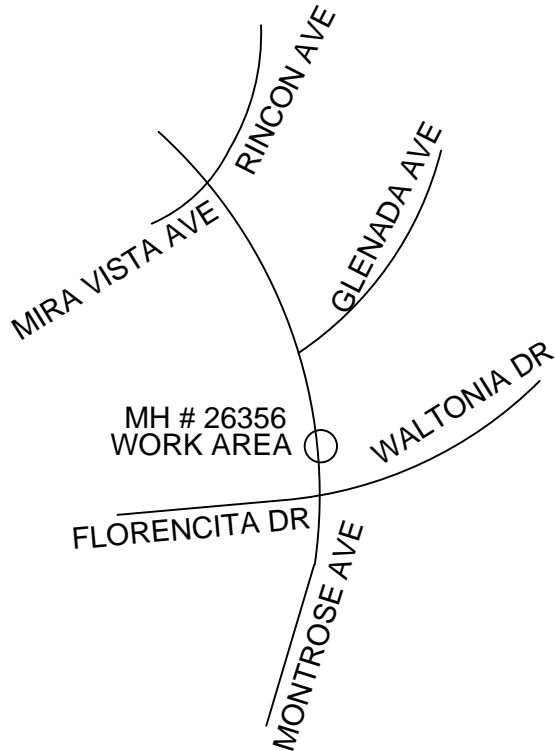 RINCON AVE
MIRA VISTA AVE
GLENADA AVE
MH # 26356
WORK AREA
WALTONIA DR
FLORENCITA DR
MONTROSE AVE